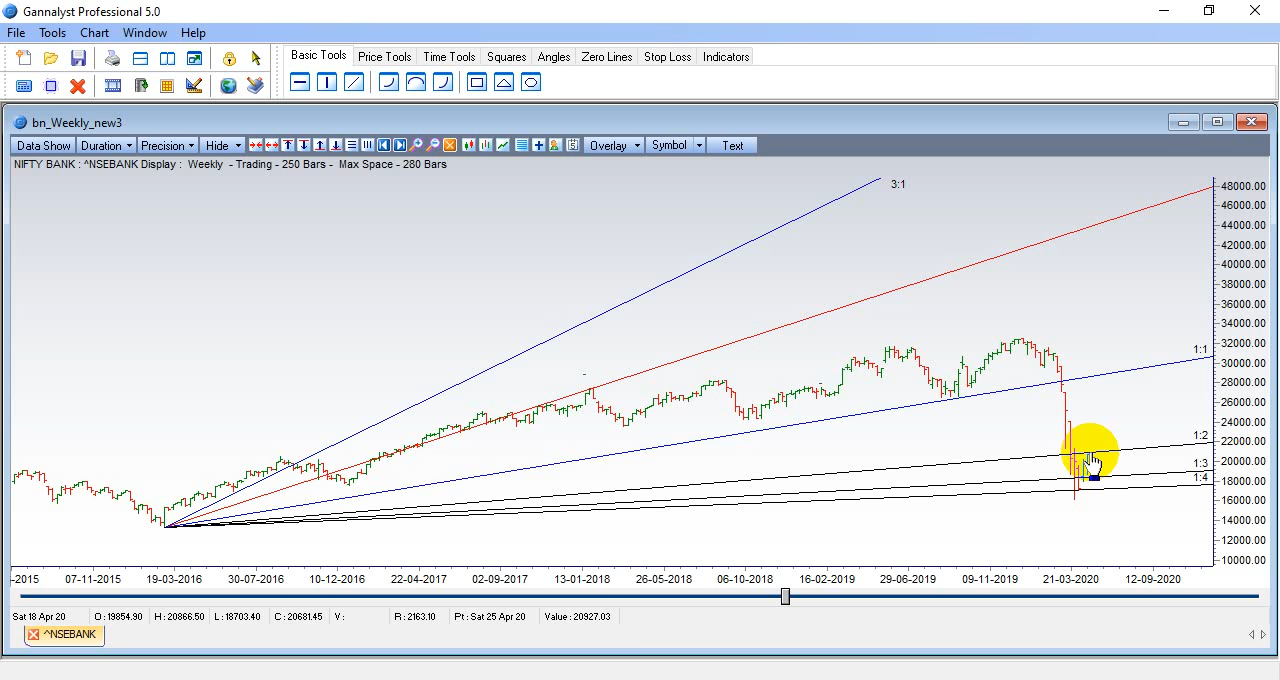 Gannalyst Professional 5.0
File Tools Chart Window Help
Basic Tools Price Tools Time Tools Squares Angles Zero Lines Stop Loss Indicators
bn_Weekly_new3
Data Show Duration Precision Hide Overlay Symbol Text
NIFTY BANK : ^NSEBANK Display : Weekly - Trading - 250 Bars - Max Space - 280 Bars
3:1
48000.00
46000.00
44000.00
42000.00
40000.00
38000.00
36000.00
34000.00
32000.00
1:1
30000.00
28000.00
26000.00
24000.00
1:2
22000.00
20000.00
1:3
18000.00
1:4
16000.00
14000.00
12000.00
10000.00
-2015 07-11-2015 19-03-2016 30-07-2016 10-12-2016 22-04-2017 02-09-2017 13-01-2018 26-05-2018 06-10-2018 16-02-2019 29-06-2019 09-11-2019 21-03-2020 12-09-2020
Sat 18 Apr 20 O : 19854.90 H : 20866.50 L : 18703.40 C : 20681.45 V : R : 2163.10 Pt : Sat 25 Apr 20 Value : 20927.03
^NSEBANK